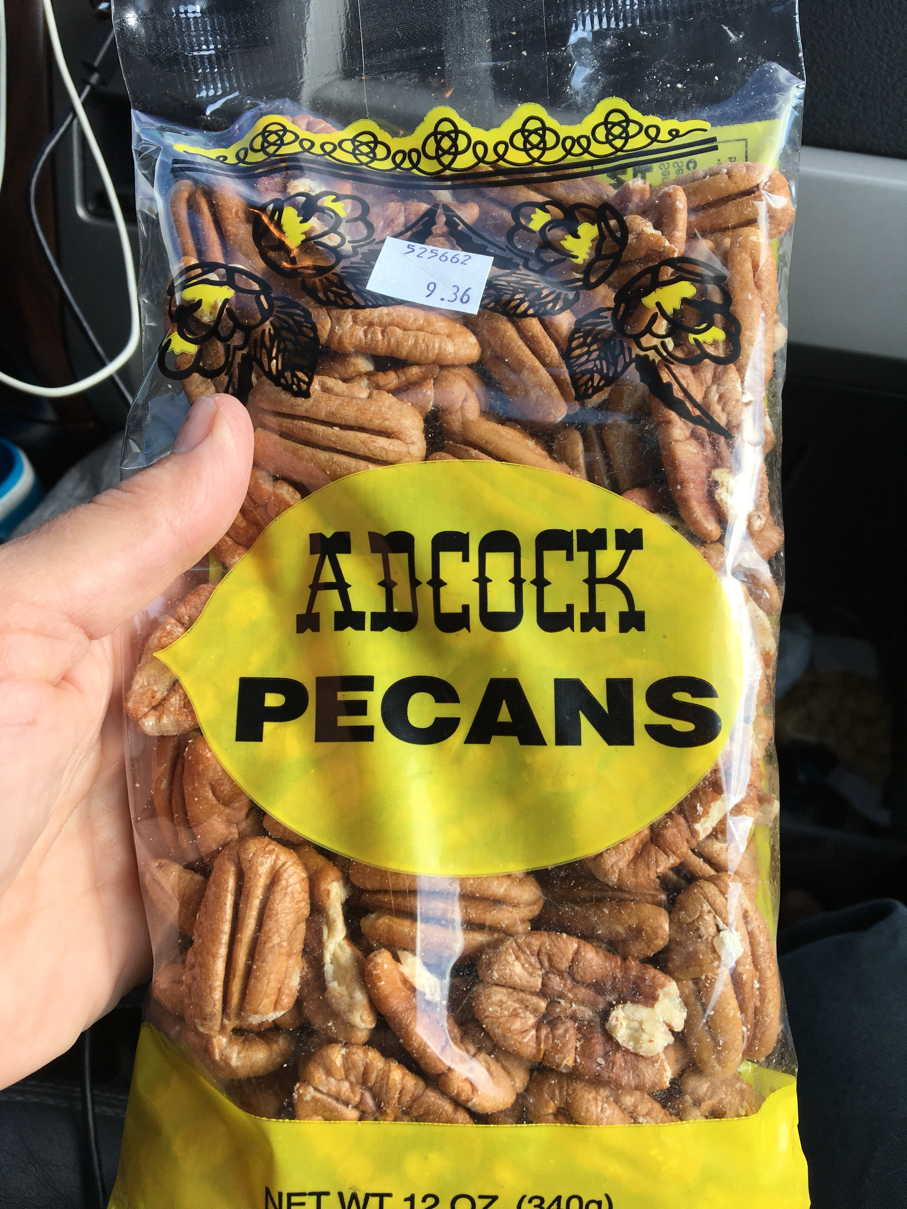 525662
9.36
ADCOCK
PECANS
NET WT 12 OZ. (340g)